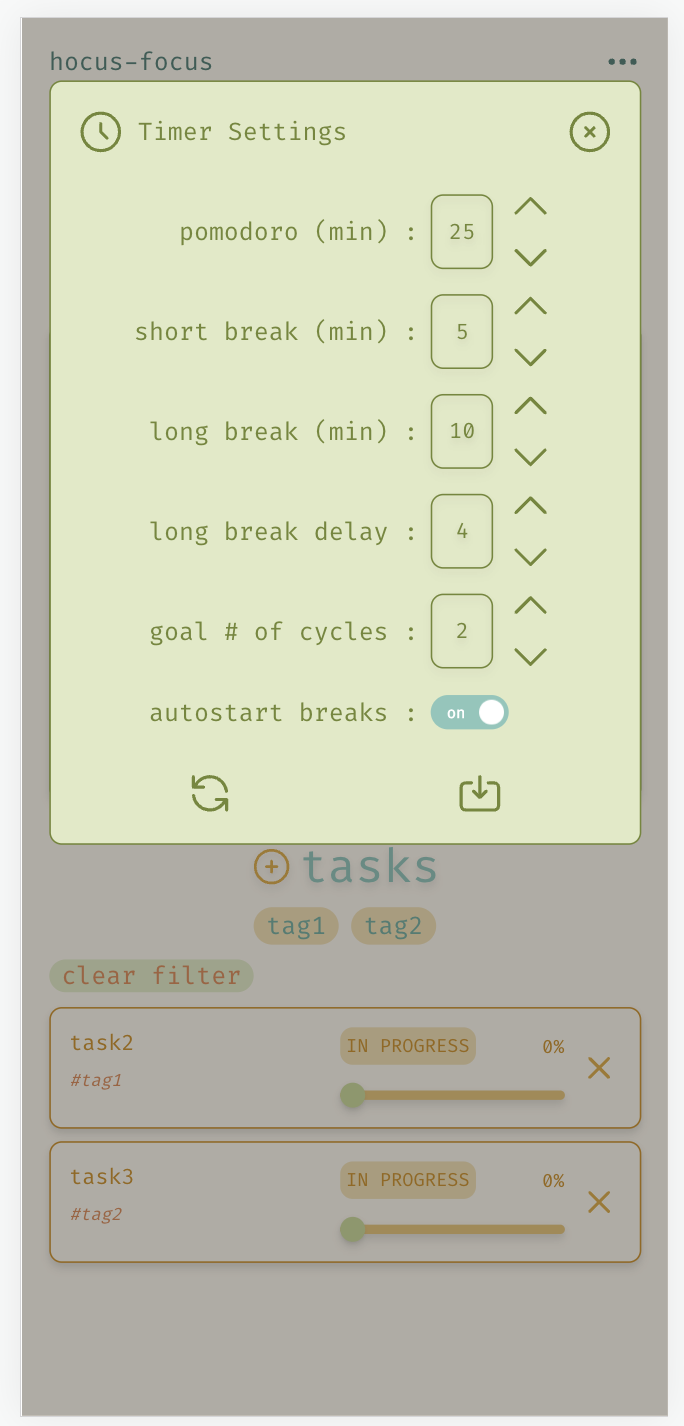 hocus-focus
Timer Settings
pomodoro (min) : 25
short break (min) : 5
long break (min) : 10
long break delay : 4
goal # of cycles : 2
autostart breaks : on
tasks
tag1 tag2
clear filter
task2 IN PROGRESS 0%
#tag1
task3 IN PROGRESS 0%
#tag2